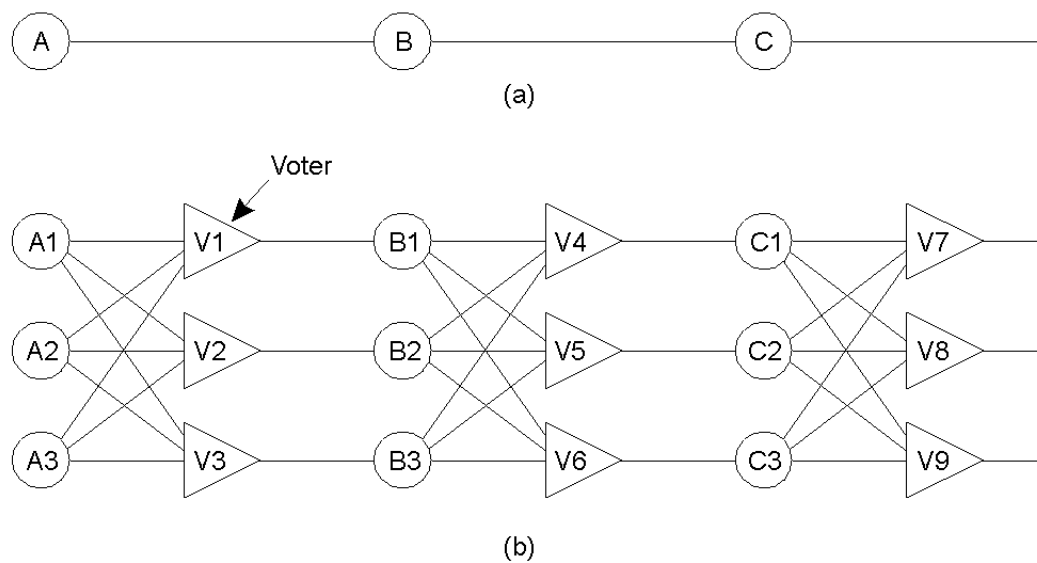 A B C
(a)
Voter
A1 V1 B1 V4 C1 V7
A2 V2 B2 V5 C2 V8
A3 V3 B3 V6 C3 V9
(b)